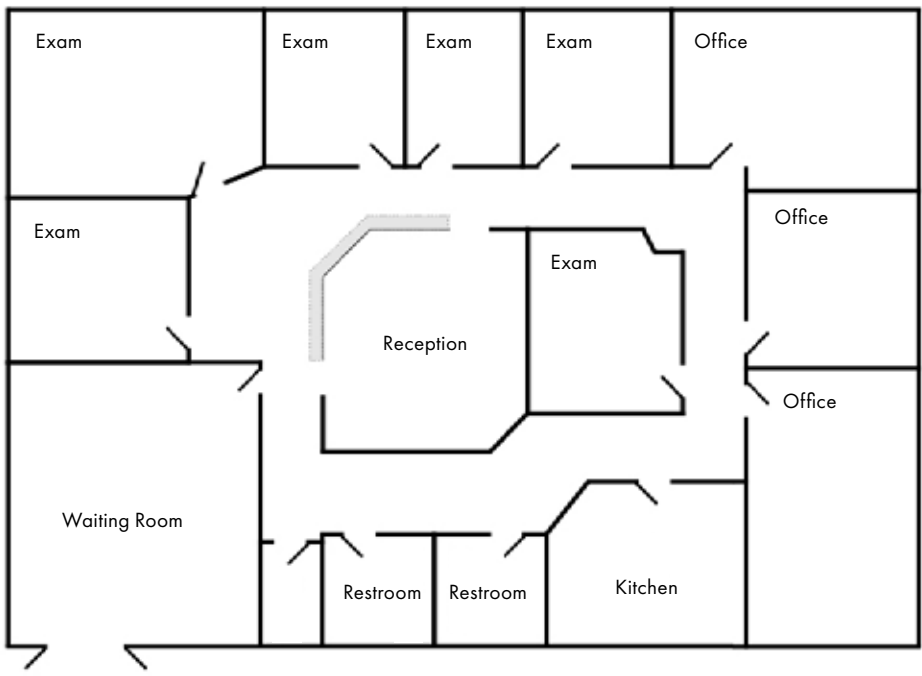 Exam
Exam
Exam
Exam
Office
Exam
Office
Exam
Reception
Office
Waiting Room
Restroom
Restroom
Kitchen